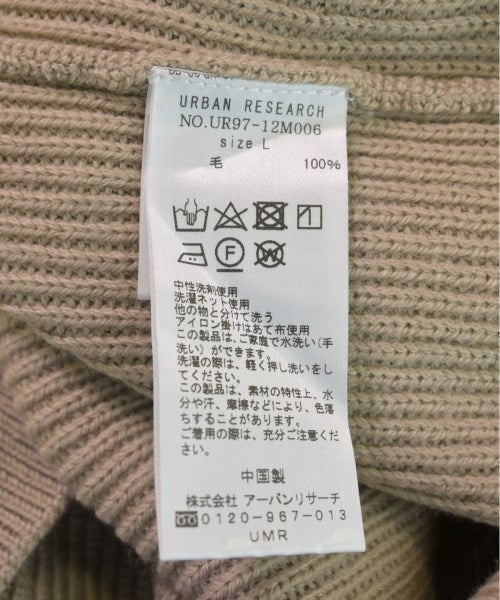 URBAN RESEARCH
NO.UR97-12M006
size L
毛 100%
F
W
中性洗剤使用
洗濯ネット使用
他の物と分けて洗う
アイロン掛けはあて布使用
この製品は、ご家庭で水洗い(手
洗い)ができます。
洗濯の際は、軽く押し洗いをし
てください。
この製品は、素材の特性上、水
分や汗、摩擦などにより、色落
ちすることがあります。
ご着用の際は、充分ご注意くださ
い。
中国製
株式会社 アーバンリサーチ
0120-967-013
UMR